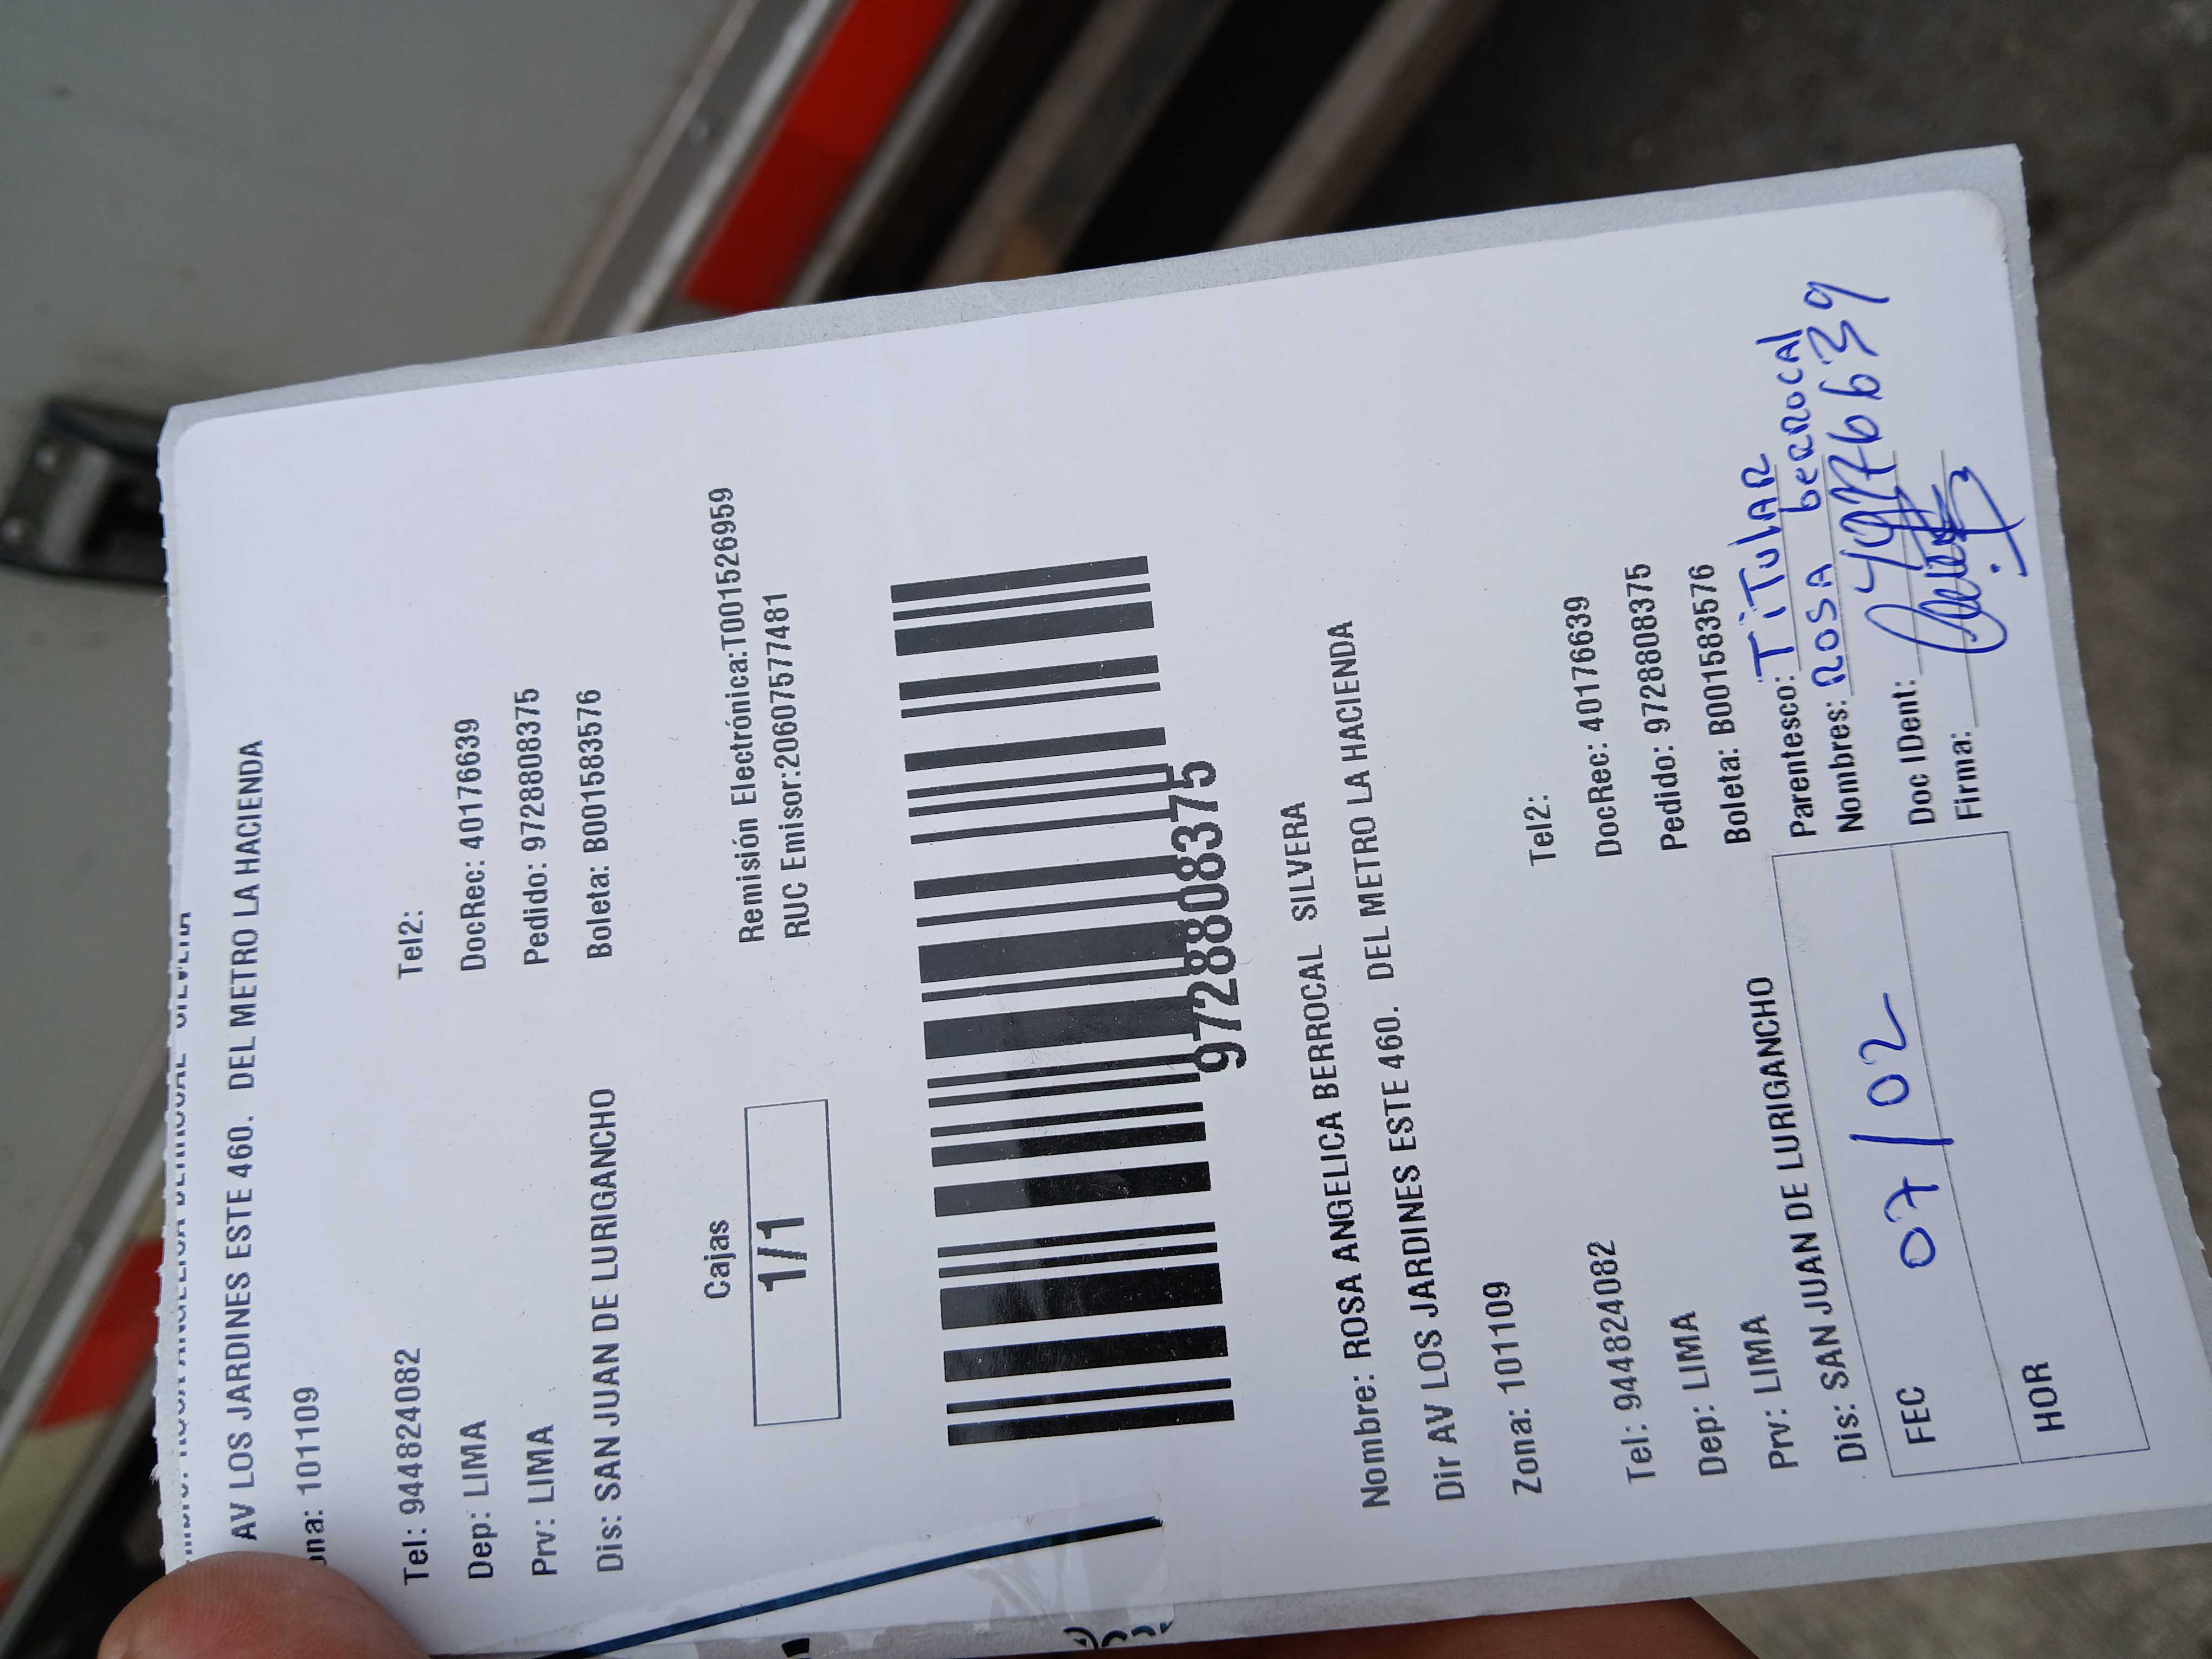 AV LOS JARDINES ESTE 460. DEL METRO LA HACIENDA
ona: 101109
Tel: 944824082 Tel2:
Dep: LIMA DocRec: 40176639
Prv: LIMA Pedido: 9728808375
Dis: SAN JUAN DE LURIGANCHO Boleta: B001583576
Cajas
1/1
Remisión Electrónica:T001526959
RUC Emisor:20607577481
9728808375
Nombre: ROSA ANGELICA BERROCAL SILVERA
Dir AV LOS JARDINES ESTE 460. DEL METRO LA HACIENDA
Zona: 101109
Tel: 944824082 Tel2:
Dep: LIMA DocRec: 40176639
Prv: LIMA Pedido: 9728808375
Dis: SAN JUAN DE LURIGANCHO Boleta: B001583576
FEC 07/02
HOR
Parentesco: TiTulAR
Nombres: ROSA beRROCAl
Doc IDent:
Firma: